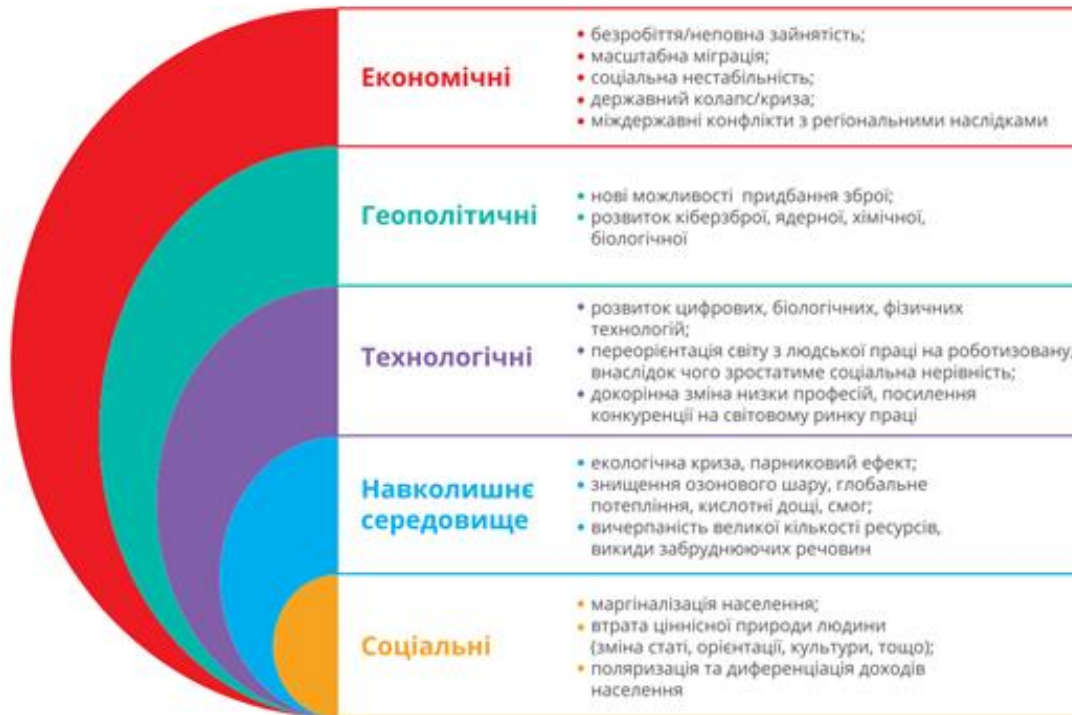 Економічні
• безробіття/неповна зайнятість;
• масштабна міграція;
• соціальна нестабільність;
• державний колапс/криза;
• міждержавні конфлікти з регіональними наслідками
Геополітичні
• нові можливості придбання зброї;
• розвиток кіберзброї, ядерної, хімічної,
біологічної
Технологічні
• розвиток цифрових, біологічних, фізичних
технологій;
• переорієнтація світу з людської праці на роботизовану,
внаслідок чого зростатиме соціальна нерівність;
• докорінна зміна низки професій, посилення
конкуренції на світовому ринку праці
Навколишнє
середовище
• екологічна криза, парниковий ефект;
• знищення озонового шару, глобальне
потепління, кислотні дощі, смог;
• вичерпаність великої кількості ресурсів,
викиди забруднюючих речовин
Соціальні
• маргіналізація населення;
• втрата ціннісної природи людини
(зміна статі, орієнтації, культури, тощо);
• поляризація та диференціація доходів
населення